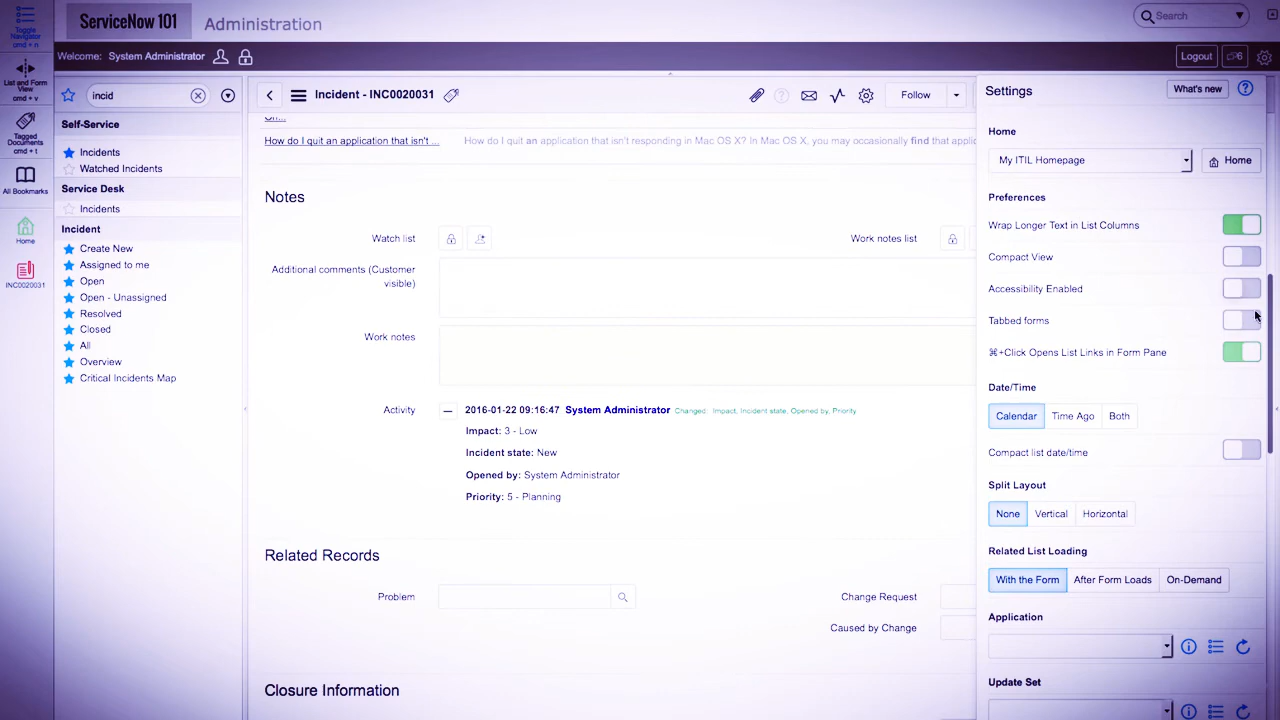 Toggle
Navigator
cmd + n
List and Form
View
cmd + v
Tagged
Documents
cmd + t
All Bookmarks
Home
INC0020031
ServiceNow 101
Administration
Search
Welcome: System Administrator
Logout
6
incid
Self-Service
Incidents
Watched Incidents
Service Desk
Incidents
Incident
Create New
Assigned to me
Open
Open - Unassigned
Resolved
Closed
All
Overview
Critical Incidents Map
Incident - INC0020031
Follow
How do I quit an application that isn't ... How do I quit an application that isn't responding in Mac OS X? In Mac OS X, you may occasionally find that appl
Notes
Watch list
Work notes list
Additional comments (Customer
visible)
Work notes
Activity
2016-01-22 09:16:47 System Administrator Changed: Impact, Incident state, Opened by, Priority
Impact: 3 - Low
Incident state: New
Opened by: System Administrator
Priority: 5 - Planning
Related Records
Problem
Change Request
Caused by Change
Closure Information
Settings
What's new
Home
My ITIL Homepage
Home
Preferences
Wrap Longer Text in List Columns
Compact View
Accessibility Enabled
Tabbed forms
⌘+Click Opens List Links in Form Pane
Date/Time
Calendar Time Ago Both
Compact list date/time
Split Layout
None Vertical Horizontal
Related List Loading
With the Form After Form Loads On-Demand
Application
Update Set